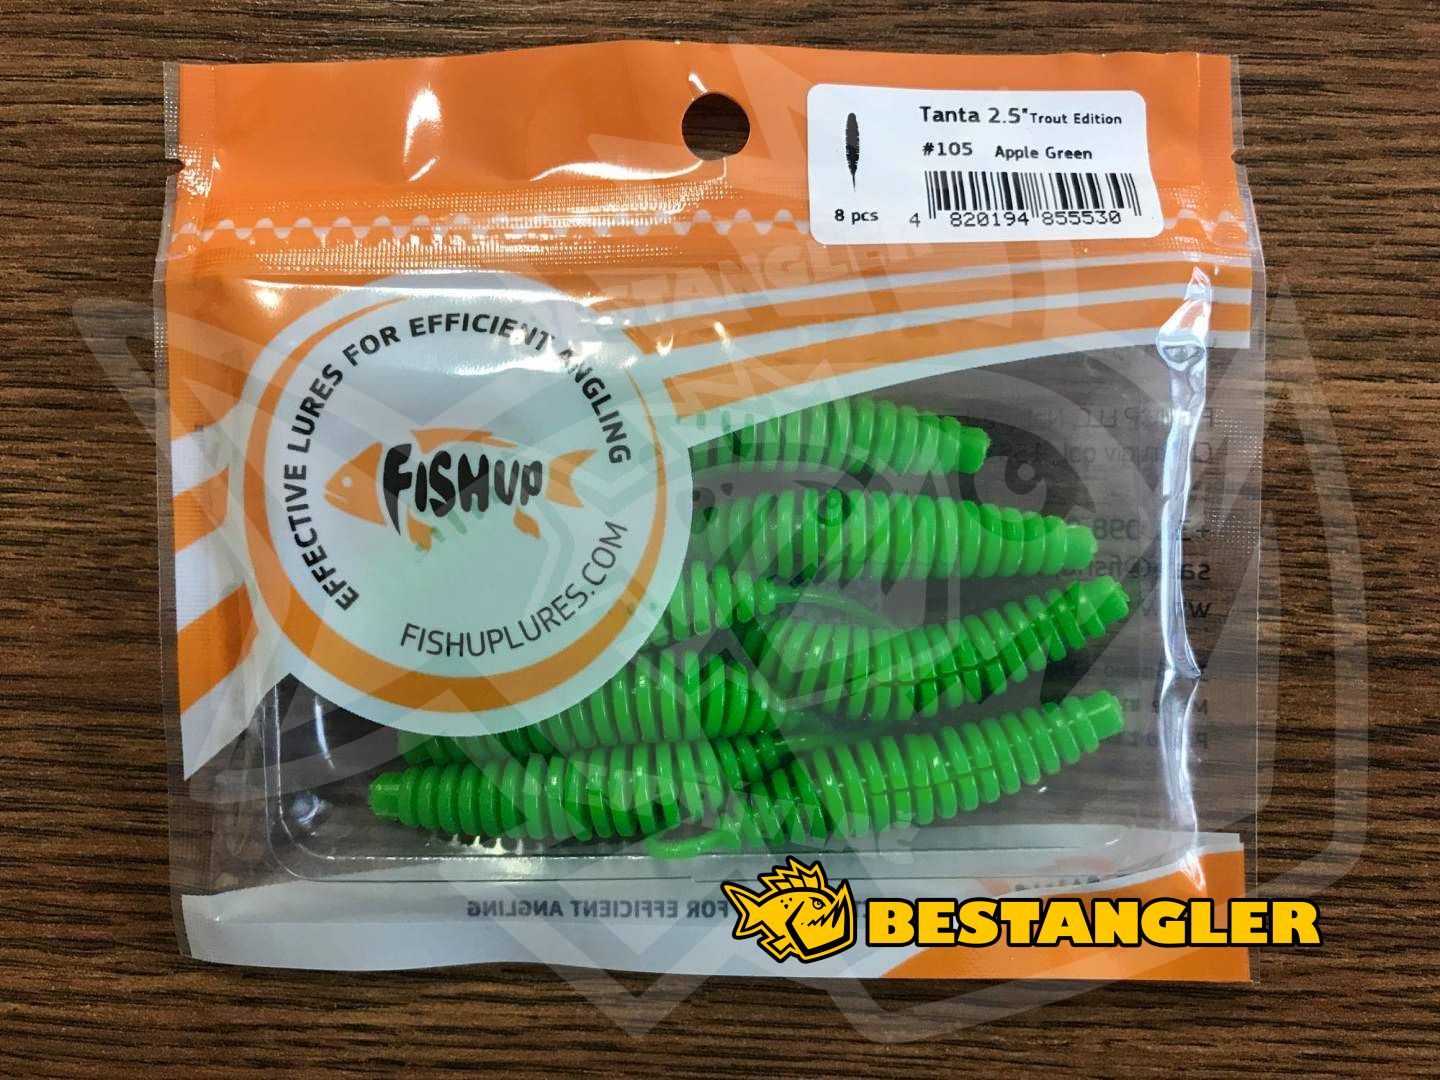 Tanta 2.5" Trout Edition
#105 Apple Green
8 pcs
4 820194 855530
EFFECTIVE LURES FOR EFFICIENT ANGLING
FISHUP
FISHUPLURES.COM
FOR EFFICIENT ANGLING
BESTANGLER
BESTANGLER